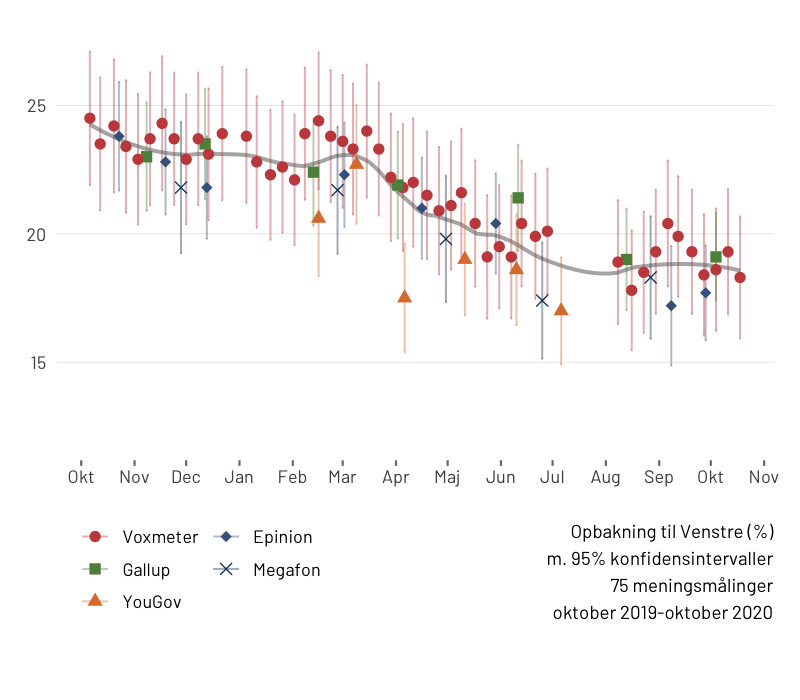 25
20
15
Okt Nov Dec Jan Feb Mar Apr Maj Jun Jul Aug Sep Okt Nov
Voxmeter Epinion
Gallup Megafon
YouGov
Opbakning til Venstre (%)
m. 95% konfidensintervaller
75 meningsmålinger
oktober 2019-oktober 2020